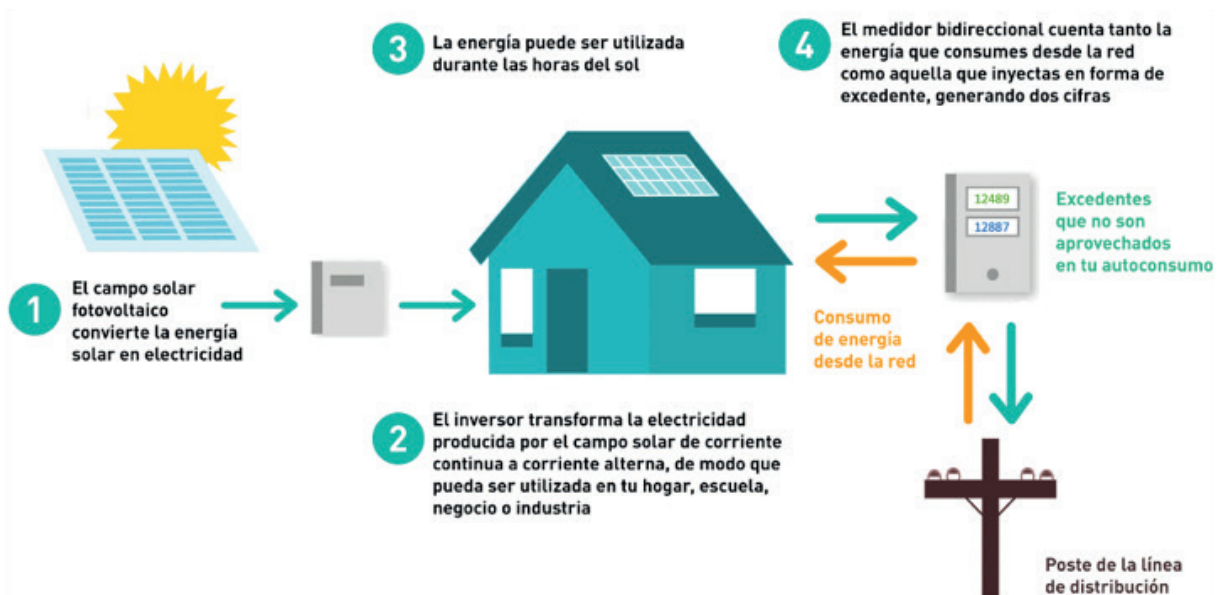 1
El campo solar
fotovoltaico
convierte la energía
solar en electricidad
2
El inversor transforma la electricidad
producida por el campo solar de corriente
continua a corriente alterna, de modo que
pueda ser utilizada en tu hogar, escuela,
negocio o industria
3
La energía puede ser utilizada
durante las horas del sol
4
El medidor bidireccional cuenta tanto la
energía que consumes desde la red
como aquella que inyectas en forma de
excedente, generando dos cifras
12489
12887
Excedentes
que no son
aprovechados
en tu autoconsumo
Consumo
de energía
desde la red
Poste de la línea
de distribución